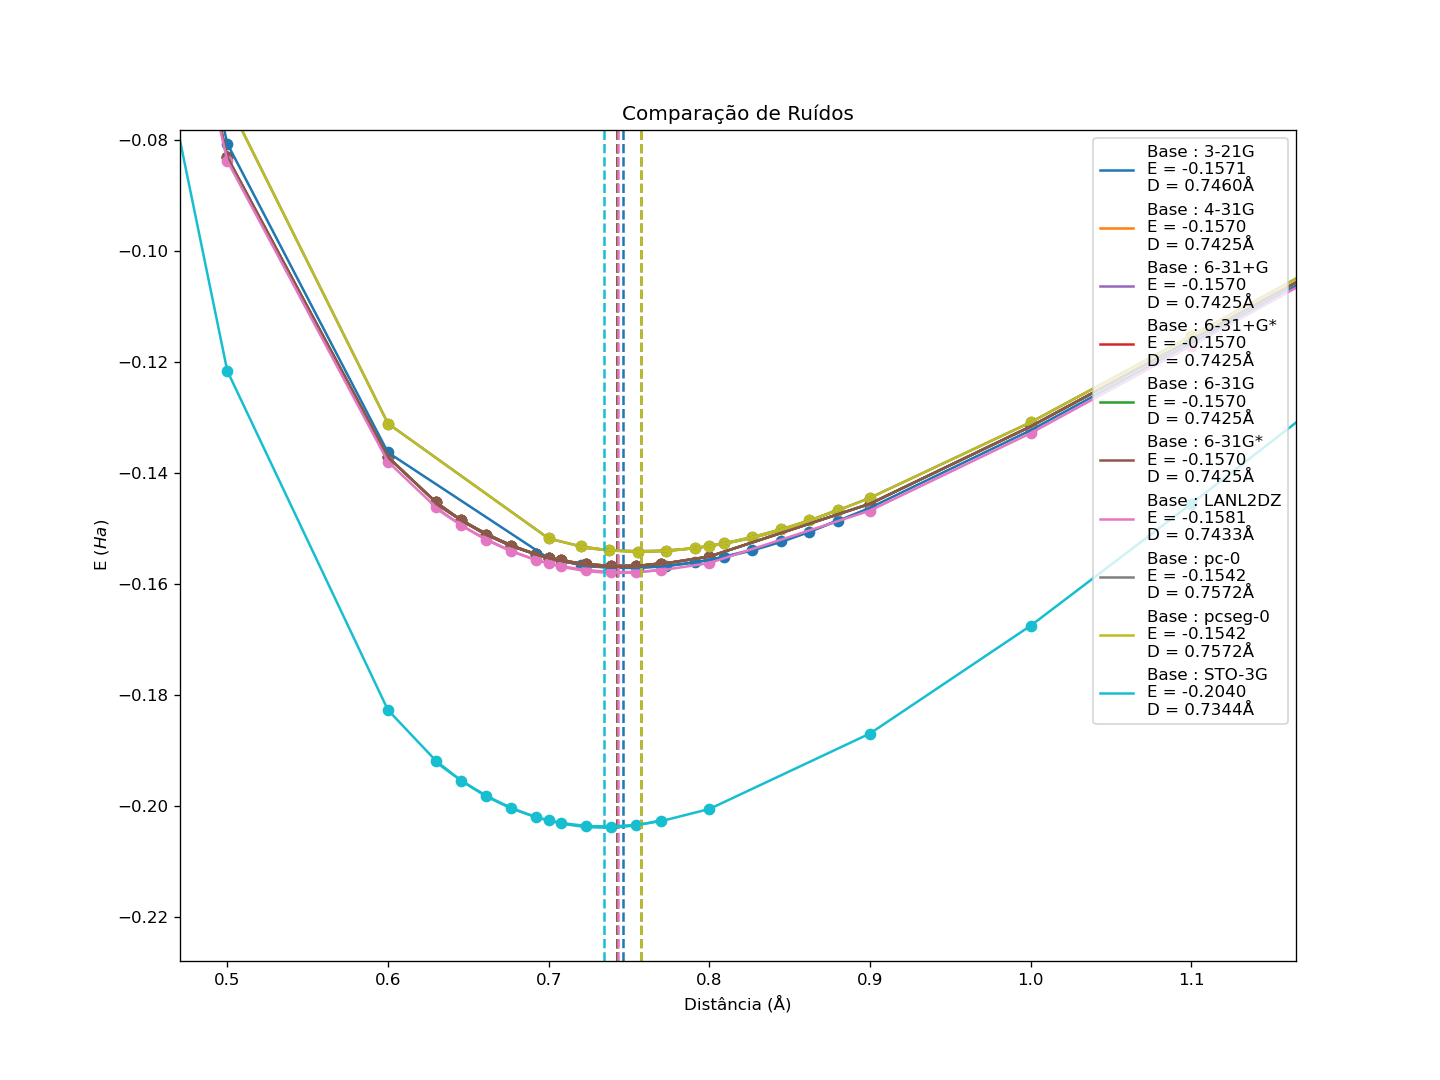 Comparação de Ruídos
−0.08
−0.10
−0.12
−0.14
−0.16
−0.18
−0.20
−0.22
E (Ha)
0.5
0.6
0.7
0.8
0.9
1.0
1.1
Distância (Å)
Base : 3-21G
E = -0.1571
D = 0.7460Å
Base : 4-31G
E = -0.1570
D = 0.7425Å
Base : 6-31+G
E = -0.1570
D = 0.7425Å
Base : 6-31+G*
E = -0.1570
D = 0.7425Å
Base : 6-31G
E = -0.1570
D = 0.7425Å
Base : 6-31G*
E = -0.1570
D = 0.7425Å
Base : LANL2DZ
E = -0.1581
D = 0.7433Å
Base : pc-0
E = -0.1542
D = 0.7572Å
Base : pcseg-0
E = -0.1542
D = 0.7572Å
Base : STO-3G
E = -0.2040
D = 0.7344Å